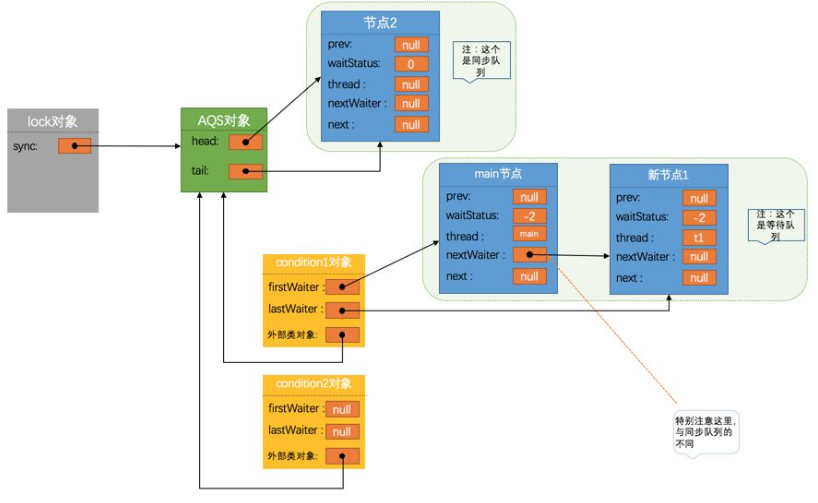 节点2
prev: null
waitStatus: 0
thread : null
nextWaiter : null
next : null
注：这个
是同步队
列
lock对象
sync:
AQS对象
head:
tail:
main节点
prev: null
waitStatus: -2
thread : main
nextWaiter :
next : null
新节点1
prev: null
waitStatus: -2
thread : t1
nextWaiter: null
next : null
注：这个
是等待队
列
condition1对象
firstWaiter :
lastWaiter :
外部类对象:
condition2对象
firstWaiter : null
lastWaiter : null
外部类对象:
特别注意这里,
与同步队列的
不同